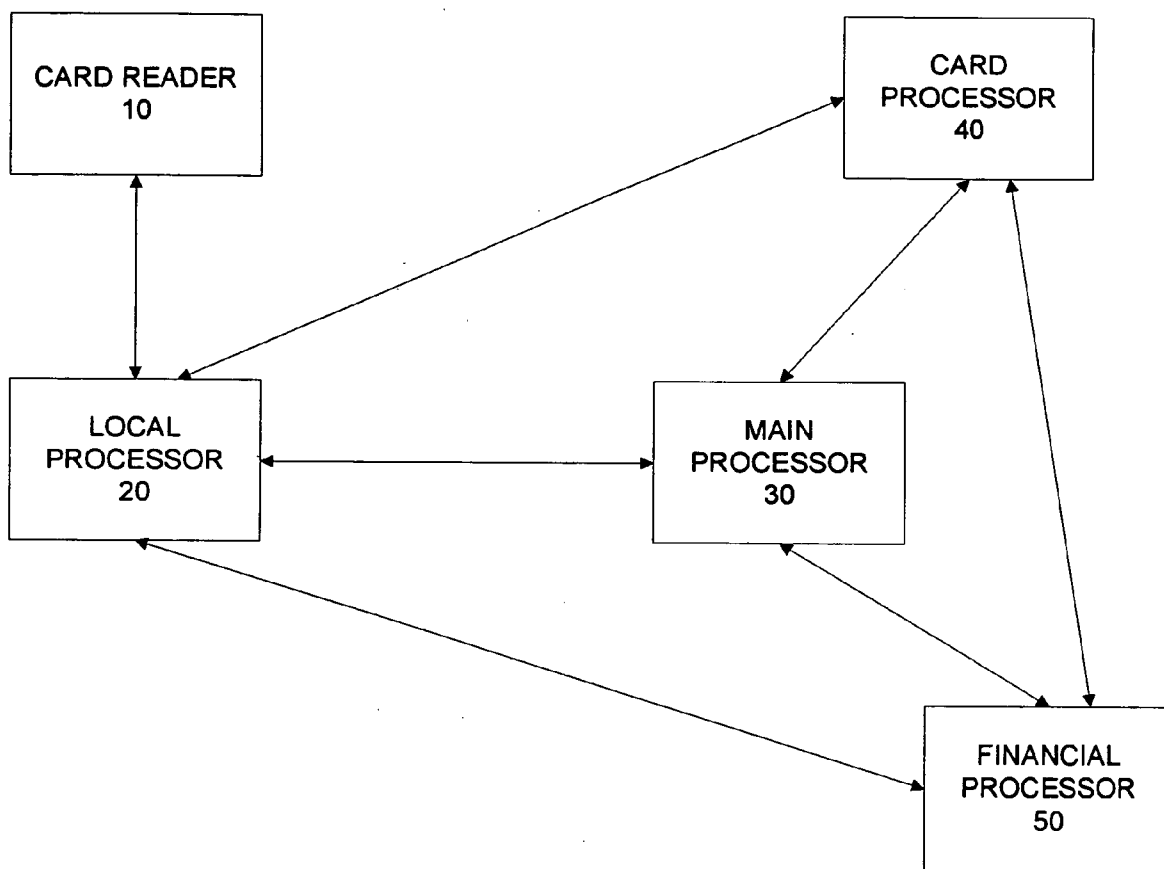 CARD READER
10
CARD
PROCESSOR
40
LOCAL
PROCESSOR
20
MAIN
PROCESSOR
30
FINANCIAL
PROCESSOR
50